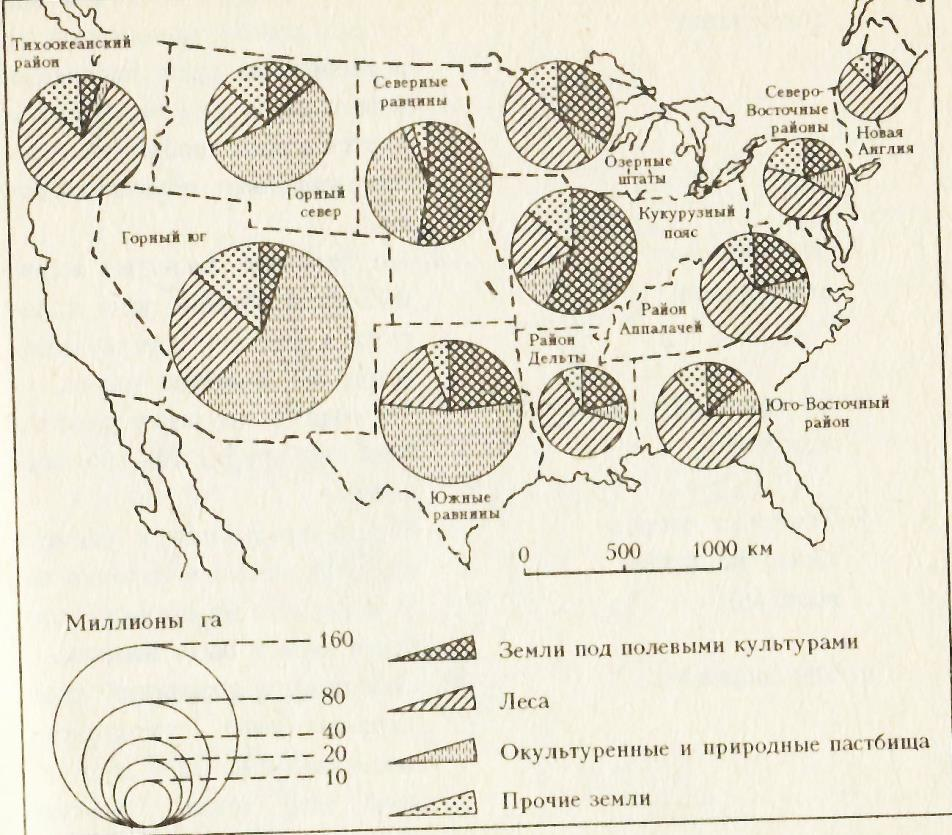 Тихоокеанский
район
Северные
равнины
Северо-
Восточные
районы
Новая
Англия
Озерные
штаты
Горный
север
Кукурузный
пояс
Горный юг
Район
Аппалачей
Район
Дельты
Юго-Восточный
район
Южные
равнины
0 500 1000 км
Миллионы га
160
80
40
20
10
Земли под полевыми культурами
Леса
Окультуренные и природные пастбища
Прочие земли